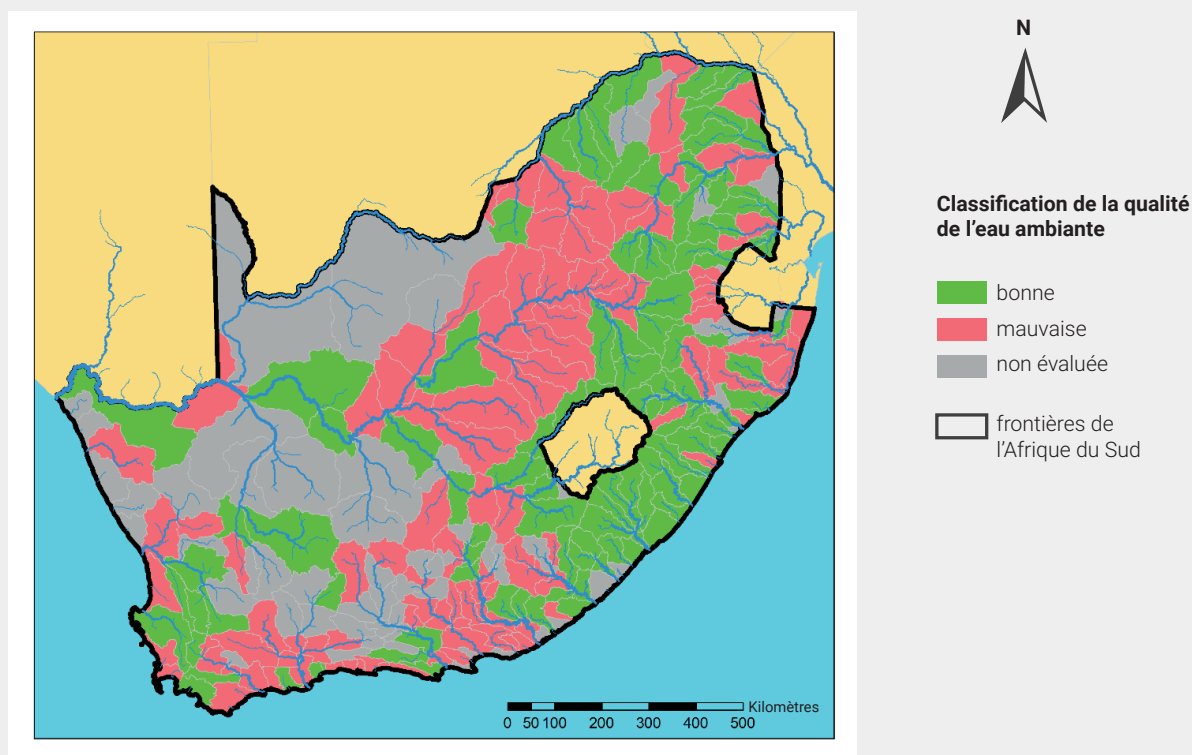 N
Classification de la qualité
de l’eau ambiante
bonne
mauvaise
non évaluée
frontières de
l’Afrique du Sud
Kilomètres
0 50 100 200 300 400 500